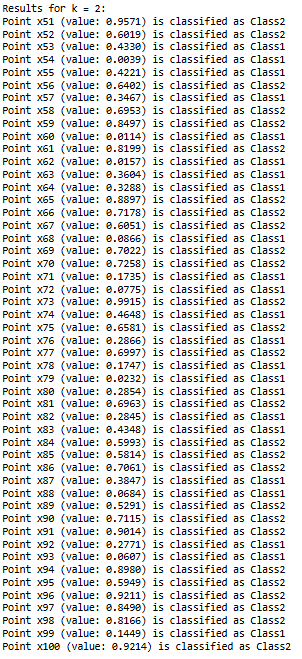 Results for k = 2:
Point x51 (value: 0.9571) is classified as Class2
Point x52 (value: 0.6019) is classified as Class2
Point x53 (value: 0.4330) is classified as Class1
Point x54 (value: 0.0039) is classified as Class1
Point x55 (value: 0.4221) is classified as Class1
Point x56 (value: 0.6402) is classified as Class2
Point x57 (value: 0.3467) is classified as Class1
Point x58 (value: 0.6953) is classified as Class2
Point x59 (value: 0.8497) is classified as Class2
Point x60 (value: 0.0114) is classified as Class1
Point x61 (value: 0.8199) is classified as Class2
Point x62 (value: 0.0157) is classified as Class1
Point x63 (value: 0.3604) is classified as Class1
Point x64 (value: 0.3288) is classified as Class1
Point x65 (value: 0.8897) is classified as Class2
Point x66 (value: 0.7178) is classified as Class2
Point x67 (value: 0.6051) is classified as Class2
Point x68 (value: 0.0866) is classified as Class1
Point x69 (value: 0.7022) is classified as Class2
Point x70 (value: 0.7258) is classified as Class2
Point x71 (value: 0.1735) is classified as Class1
Point x72 (value: 0.0775) is classified as Class1
Point x73 (value: 0.9915) is classified as Class2
Point x74 (value: 0.4648) is classified as Class1
Point x75 (value: 0.6581) is classified as Class2
Point x76 (value: 0.2866) is classified as Class1
Point x77 (value: 0.6997) is classified as Class2
Point x78 (value: 0.1747) is classified as Class1
Point x79 (value: 0.0232) is classified as Class1
Point x80 (value: 0.2854) is classified as Class1
Point x81 (value: 0.6963) is classified as Class2
Point x82 (value: 0.2845) is classified as Class1
Point x83 (value: 0.4348) is classified as Class1
Point x84 (value: 0.5993) is classified as Class2
Point x85 (value: 0.5814) is classified as Class2
Point x86 (value: 0.7061) is classified as Class2
Point x87 (value: 0.3847) is classified as Class1
Point x88 (value: 0.0684) is classified as Class1
Point x89 (value: 0.5291) is classified as Class2
Point x90 (value: 0.7115) is classified as Class2
Point x91 (value: 0.9014) is classified as Class2
Point x92 (value: 0.2771) is classified as Class1
Point x93 (value: 0.0607) is classified as Class1
Point x94 (value: 0.8980) is classified as Class2
Point x95 (value: 0.5949) is classified as Class2
Point x96 (value: 0.9211) is classified as Class2
Point x97 (value: 0.8490) is classified as Class2
Point x98 (value: 0.8166) is classified as Class2
Point x99 (value: 0.1449) is classified as Class1
Point x100 (value: 0.9214) is classified as Class2